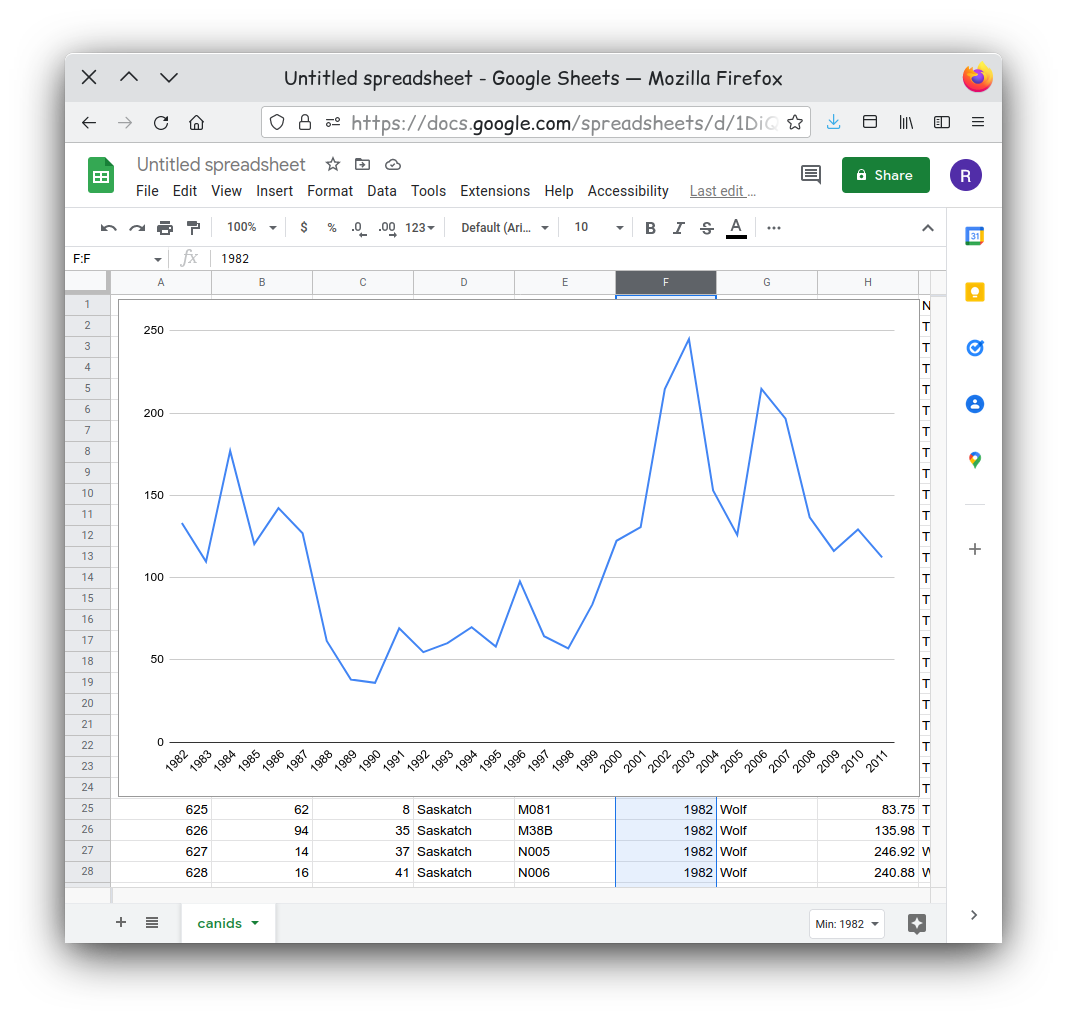 Untitled spreadsheet - Google Sheets — Mozilla Firefox
https://docs.google.com/spreadsheets/d/1DiQ
Untitled spreadsheet
File Edit View Insert Format Data Tools Extensions Help Accessibility Last edit ...
Share
R
100% $ % .0 .00 123 Default (Ari... 10 B I S A
31
F:F fx 1982
A B C D E F G H
1 N
2 T
3 T
4 T
5 T
6 T
7 T
8 T
9 T
10 T
11 T
12 T
13 T
14 T
15 T
16 T
17 T
18 T
19 T
20 T
21 T
22 T
23 T
24 T
250
200
150
100
50
0
1982 1983 1984 1985 1986 1987 1988 1989 1990 1991 1992 1993 1994 1995 1996 1997 1998 1999 2000 2001 2002 2003 2004 2005 2006 2007 2008 2009 2010 2011
25 625 62 8 Saskatch M081 1982 Wolf 83.75 T
26 626 94 35 Saskatch M38B 1982 Wolf 135.98 T
27 627 14 37 Saskatch N005 1982 Wolf 246.92 W
28 628 16 41 Saskatch N006 1982 Wolf 240.88 W
canids
Min: 1982